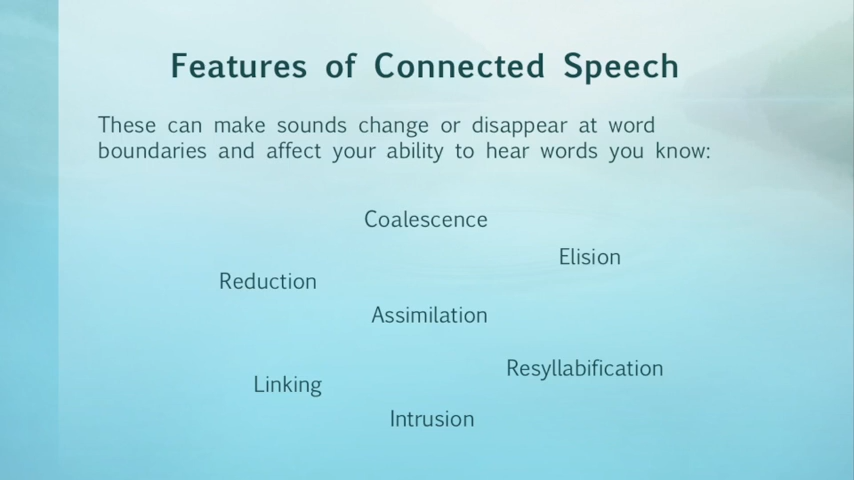 Features of Connected Speech
These can make sounds change or disappear at word
boundaries and affect your ability to hear words you know:
Coalescence
Elision
Reduction
Assimilation
Resyllabification
Linking
Intrusion